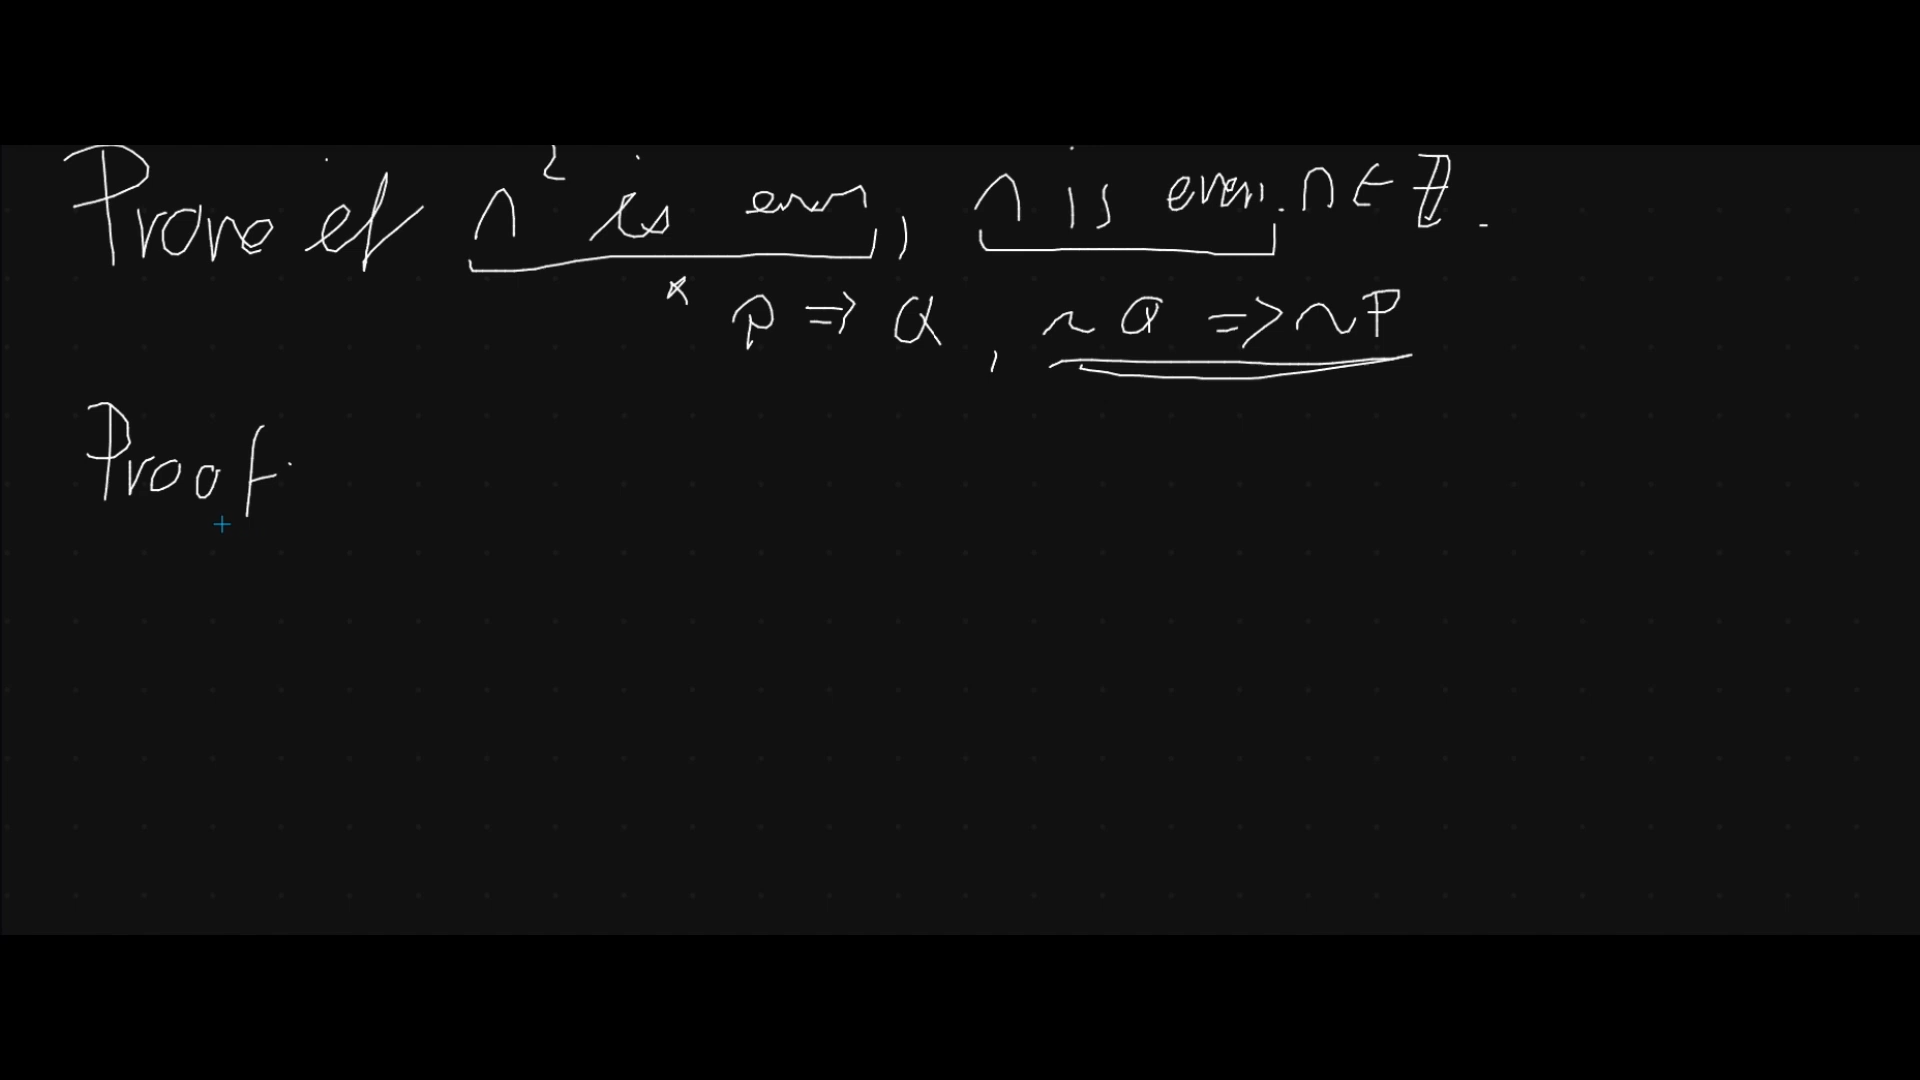 Prove if n² is even, n is even. n ∈ ℤ.
* P => Q, ~Q => ~P
Proof.